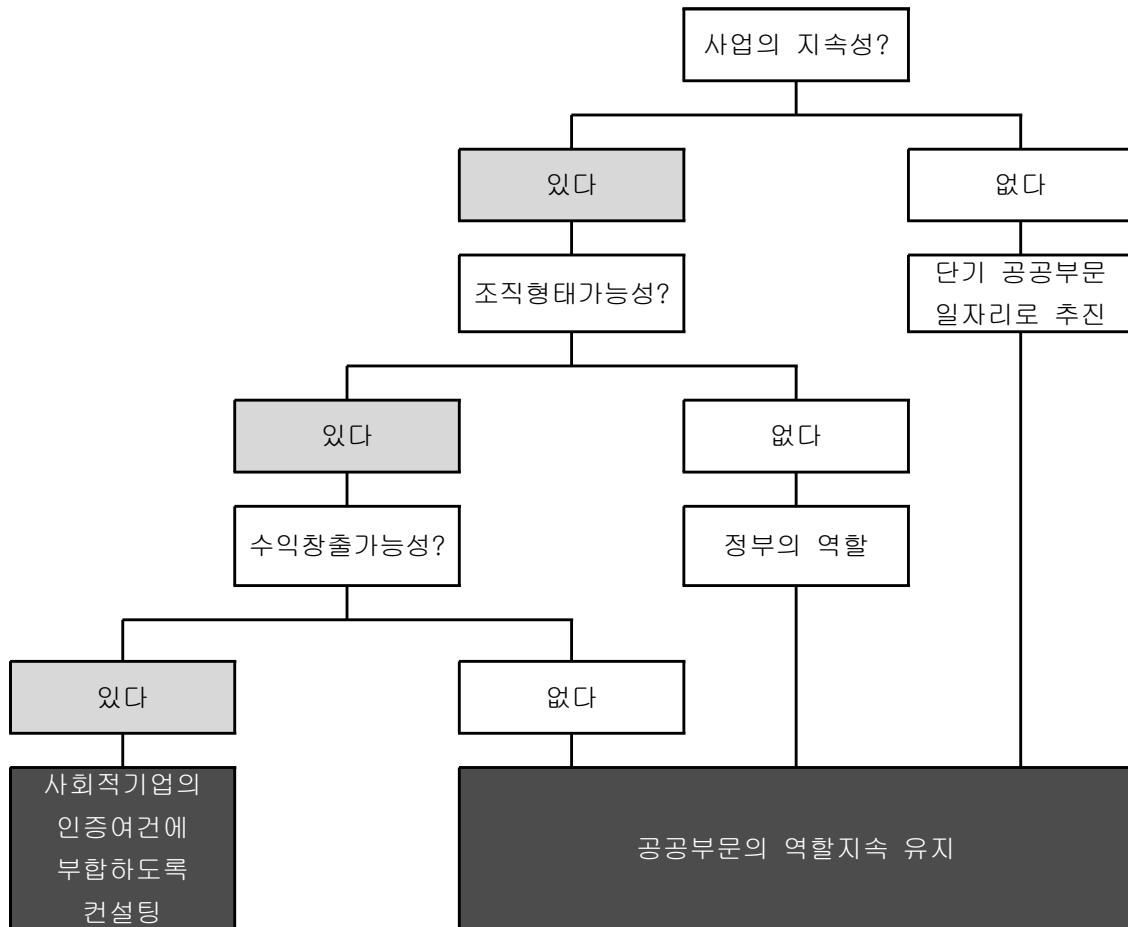 사업의 지속성?
있다
없다
조직형태가능성?
단기 공공부문
일자리로 추진
있다
없다
수익창출가능성?
정부의 역할
있다
없다
사회적기업의
인증여건에
부합하도록
컨설팅
공공부문의 역할지속 유지